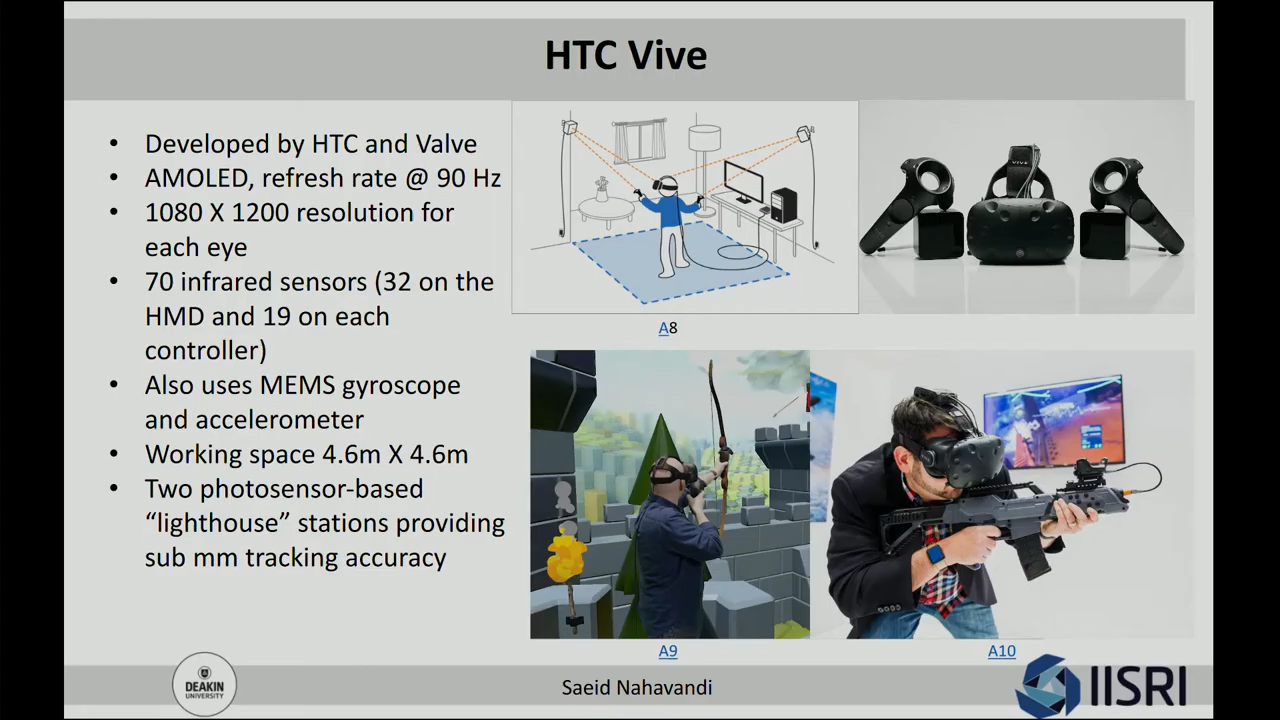 HTC Vive
• Developed by HTC and Valve
• AMOLED, refresh rate @ 90 Hz
• 1080 X 1200 resolution for
each eye
• 70 infrared sensors (32 on the
HMD and 19 on each
controller)
• Also uses MEMS gyroscope
and accelerometer
• Working space 4.6m X 4.6m
• Two photosensor-based
“lighthouse” stations providing
sub mm tracking accuracy
VIVE
A8
A9
A10
DEAKIN
UNIVERSITY
Saeid Nahavandi
IISRI